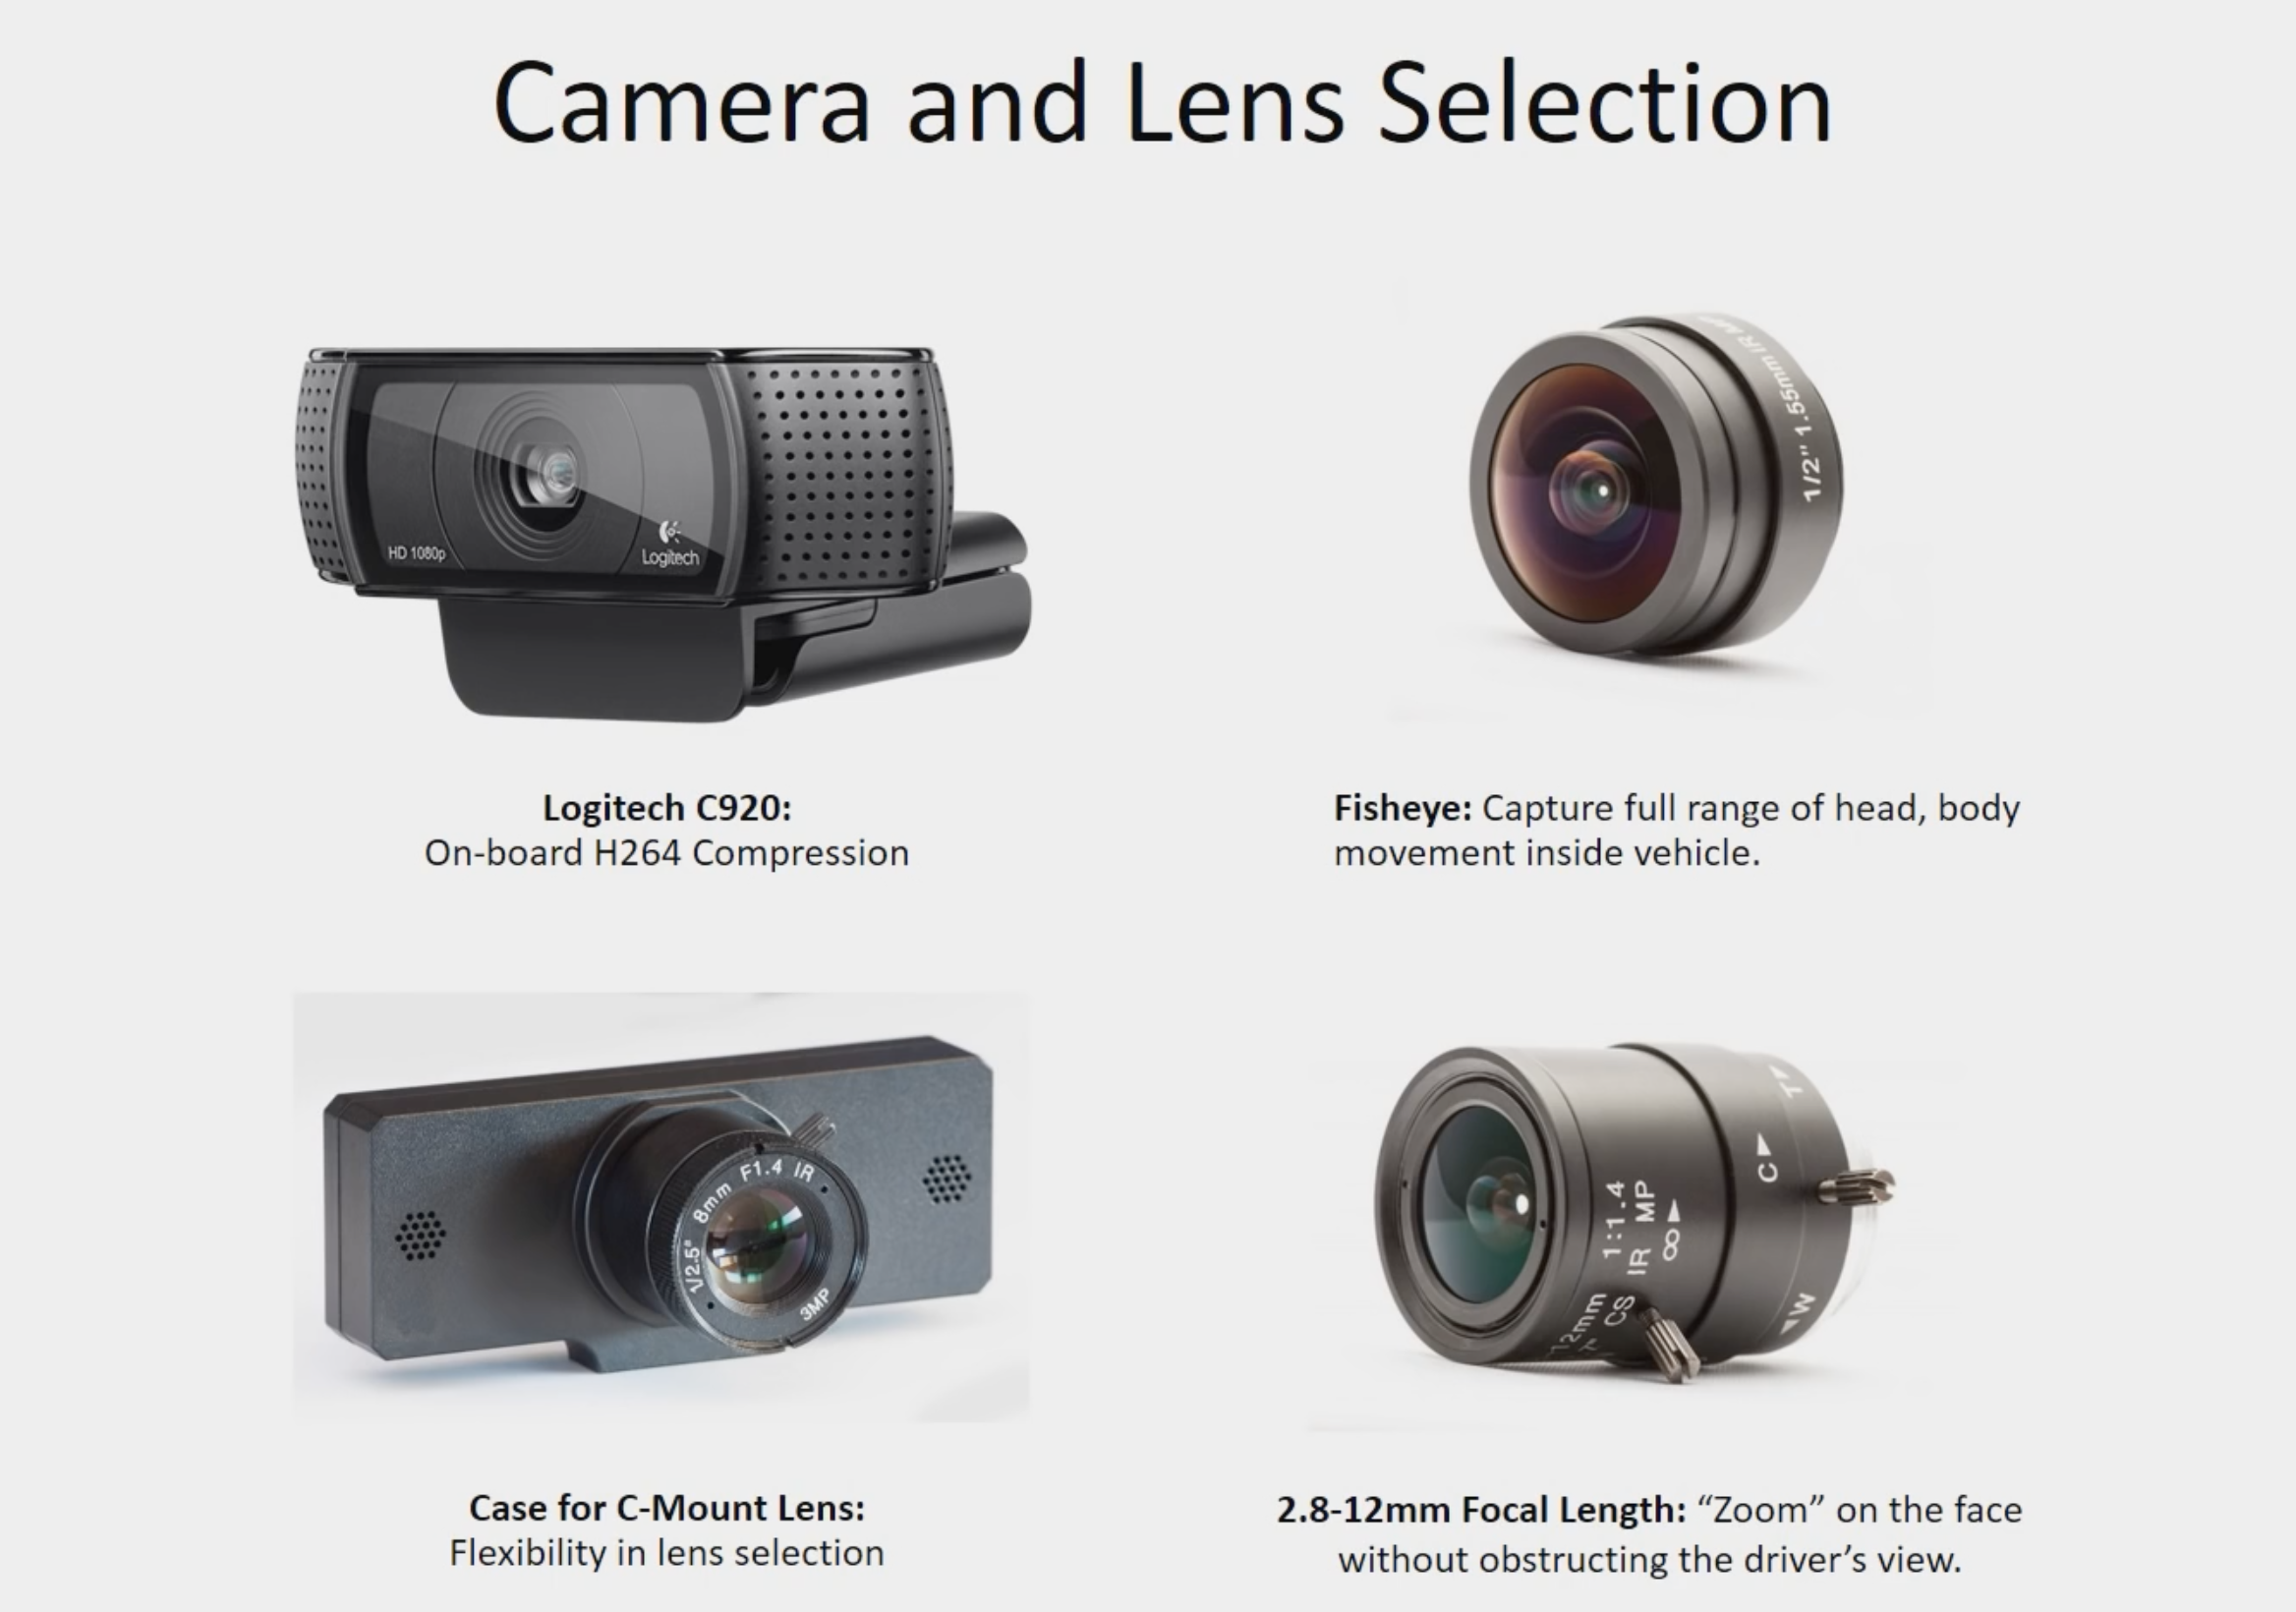 Camera and Lens Selection
HD 1080p
Logitech
1/2" 1.55mm IR
Logitech C920:
On-board H264 Compression
Fisheye: Capture full range of head, body
movement inside vehicle.
1/2.5" 8mm F1.4 IR
3MP
1:1.4
IR MP
∞
12mm
CS
C
T
W
Case for C-Mount Lens:
Flexibility in lens selection
2.8-12mm Focal Length: “Zoom” on the face
without obstructing the driver’s view.